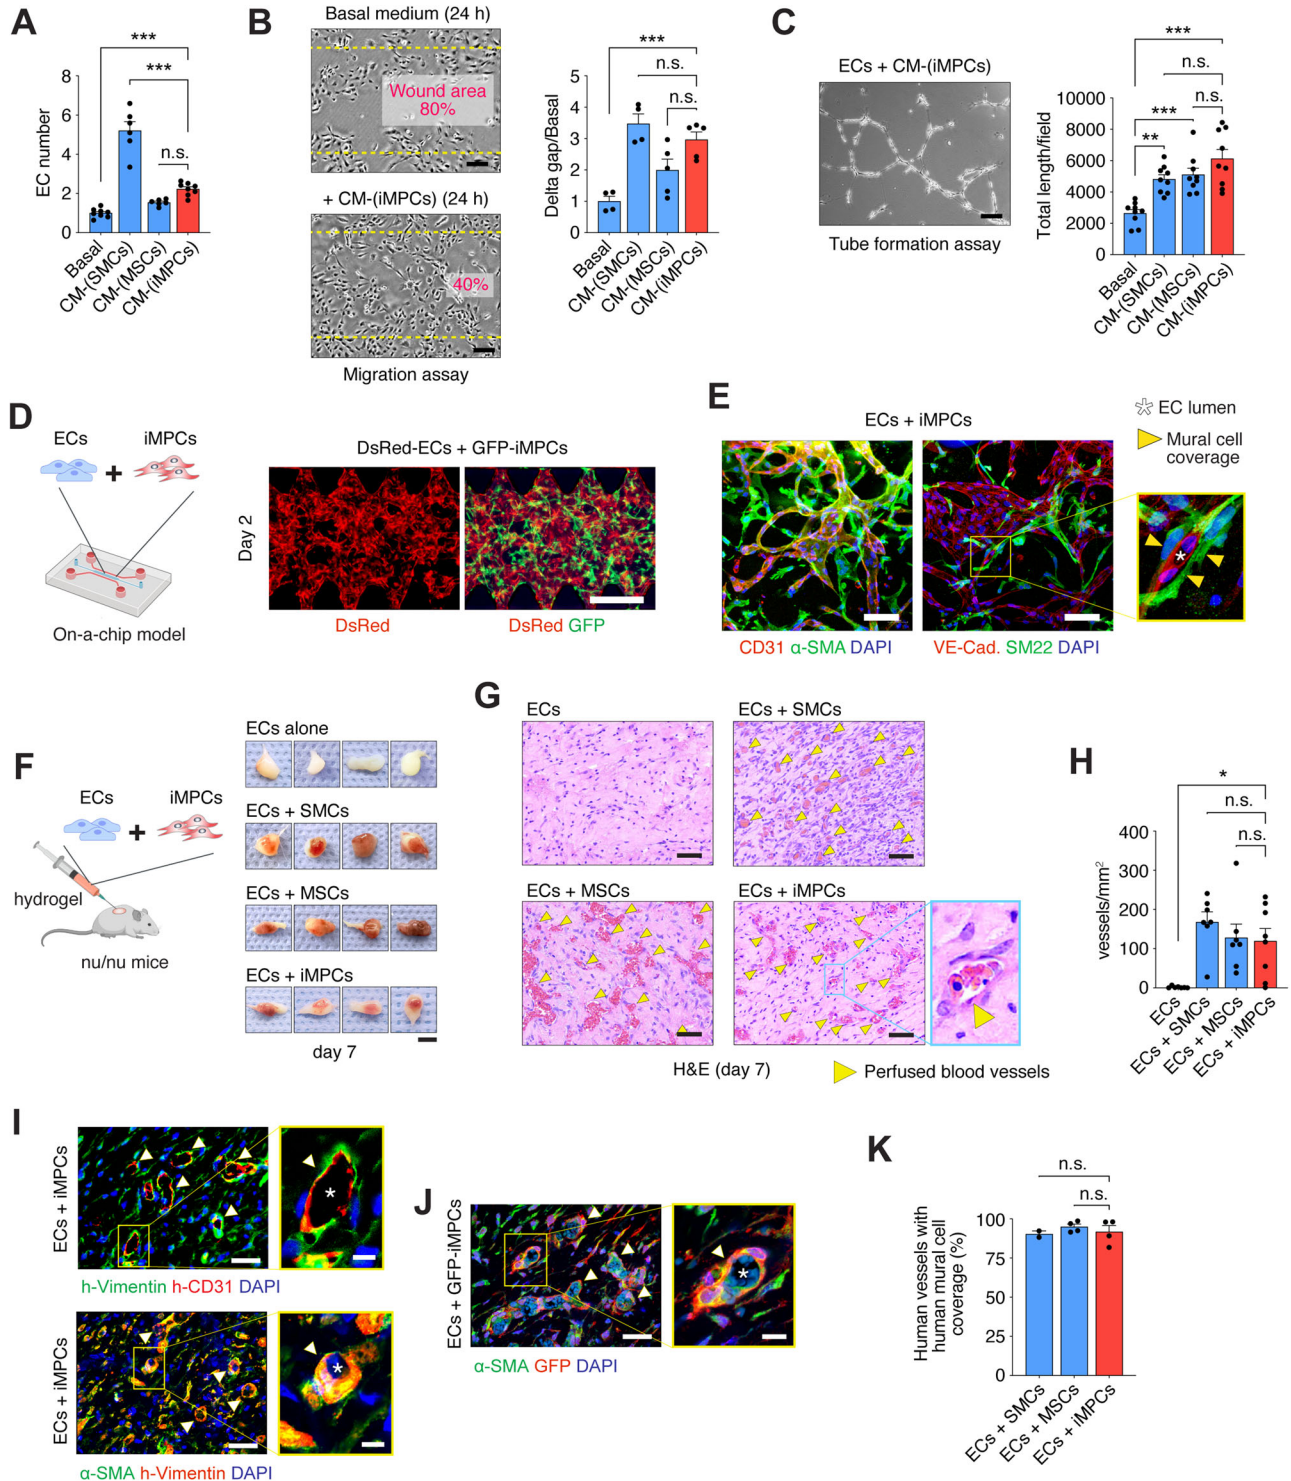 A
***
***
n.s.
EC number
8
6
4
2
0
Basal
CM-(SMCs)
CM-(MSCs)
CM-(iMPCs)
B
Basal medium (24 h)
Wound area
80%
+ CM-(iMPCs) (24 h)
40%
Migration assay
***
n.s.
n.s.
Delta gap/Basal
5
4
3
2
1
0
Basal
CM-(SMCs)
CM-(MSCs)
CM-(iMPCs)
C
ECs + CM-(iMPCs)
Tube formation assay
***
n.s.
n.s.
***
**
Total length/field
10000
8000
6000
4000
2000
0
Basal
CM-(SMCs)
CM-(MSCs)
CM-(iMPCs)
D
ECs
iMPCs
+
On-a-chip model
DsRed-ECs + GFP-iMPCs
Day 2
DsRed
DsRed GFP
E
ECs + iMPCs
EC lumen
Mural cell
coverage
*
CD31 α-SMA DAPI
VE-Cad. SM22 DAPI
F
ECs
iMPCs
+
hydrogel
nu/nu mice
ECs alone
ECs + SMCs
ECs + MSCs
ECs + iMPCs
day 7
G
ECs
ECs + SMCs
ECs + MSCs
ECs + iMPCs
H&E (day 7)
Perfused blood vessels
H
*
n.s.
n.s.
vessels/mm²
400
300
200
100
0
ECs
ECs + SMCs
ECs + MSCs
ECs + iMPCs
I
ECs + iMPCs
*
h-Vimentin h-CD31 DAPI
ECs + iMPCs
*
α-SMA h-Vimentin DAPI
J
ECs + GFP-iMPCs
*
α-SMA GFP DAPI
K
n.s.
n.s.
Human vessels with
human mural cell
coverage (%)
100
75
50
25
0
ECs + SMCs
ECs + MSCs
ECs + iMPCs